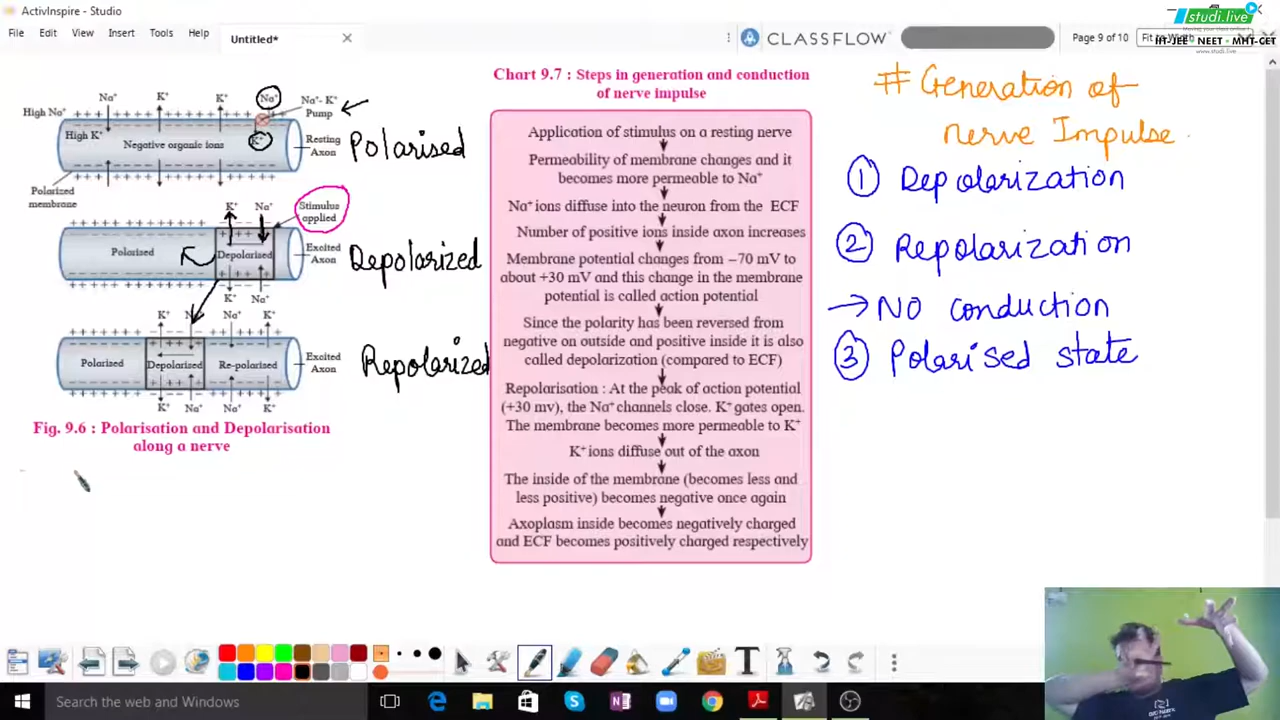 ActivInspire - Studio
studi.live
File Edit View Insert Tools Help
Untitled*
CLASSFLOW
Page 9 of 10
IIT-JEE NEET - MHT-CET
www.studi.live
High Na⁺
Na⁺
K⁺
K⁺
Na⁺
Na⁺- K⁺ Pump
High K⁺
Negative organic ions
K⁺
Resting Axon
Polarised
Polarized membrane
K⁺
Na⁺
Stimulus applied
Polarised
Depolarised
Excited Axon
Depolarized
K⁺
Na⁺
K⁺
Na⁺
K⁺
Polarised
Depolarised
Re-polarised
Excited Axon
Repolarized
K⁺
Na⁺
Na⁺
K⁺
Fig. 9.6 : Polarisation and Depolarisation
along a nerve
Chart 9.7 : Steps in generation and conduction
of nerve impulse
Application of stimulus on a resting nerve
Permeability of membrane changes and it
becomes more permeable to Na⁺
Na⁺ ions diffuse into the neuron from the ECF
Number of positive ions inside axon increases
Membrane potential changes from −70 mV to
about +30 mV and this change in the membrane
potential is called action potential
Since the polarity has been reversed from
negative on outside and positive inside it is also
called depolarization (compared to ECF)
Repolarisation : At the peak of action potential
(+30 mv), the Na⁺ channels close. K⁺ gates open.
The membrane becomes more permeable to K⁺
K⁺ ions diffuse out of the axon
The inside of the membrane (becomes less and
less positive) becomes negative once again
Axoplasm inside becomes negatively charged
and ECF becomes positively charged respectively
# Generation of
nerve Impulse
① Depolarization
② Repolarization
→ NO conduction
③ Polarised state
Search the web and Windows